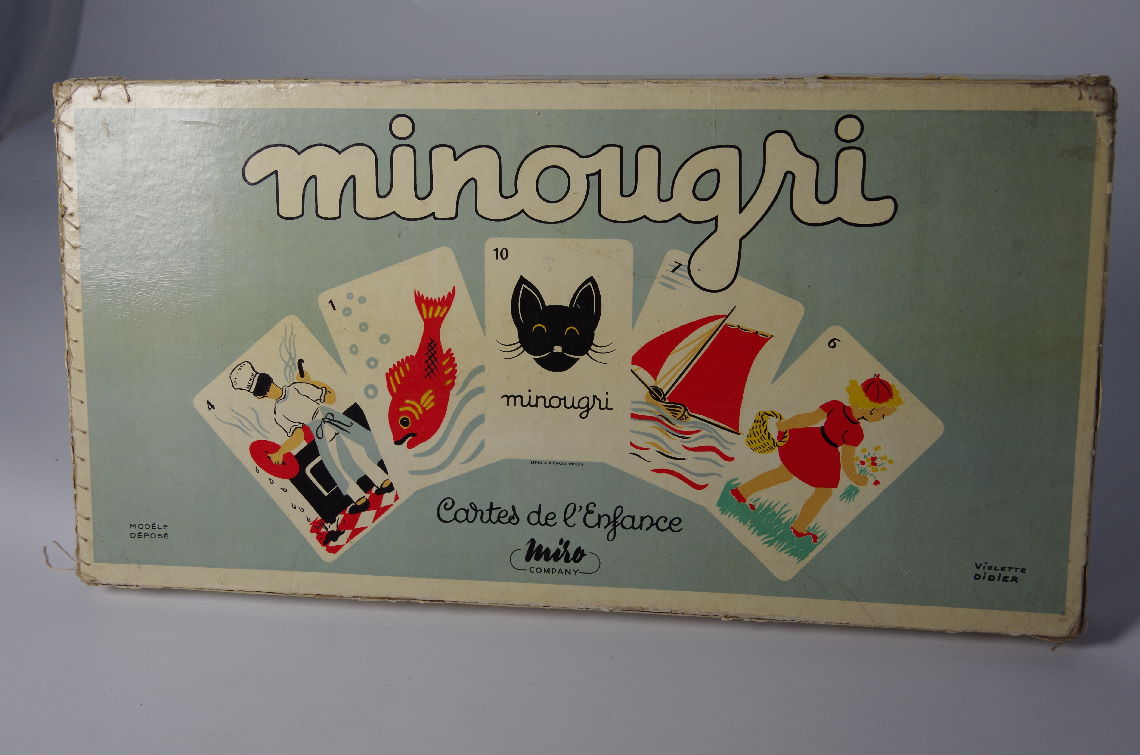 minougri
10
1
7
4
6
minougri
Cartes de l'Enfance
miro
COMPANY
MODÈLE
DÉPOSÉ
VIOLETTE
DIDIER